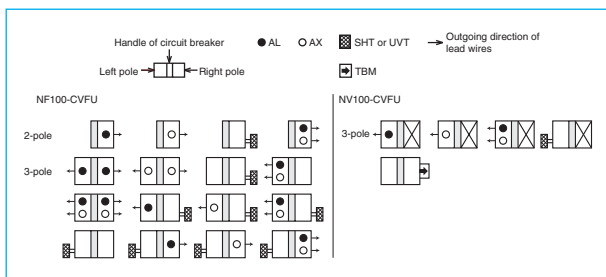 Handle of circuit breaker
AL
AX
SHT or UVT
Outgoing direction of
lead wires
Left pole
Right pole
TBM
NF100-CVFU
NV100-CVFU
2-pole
3-pole
3-pole